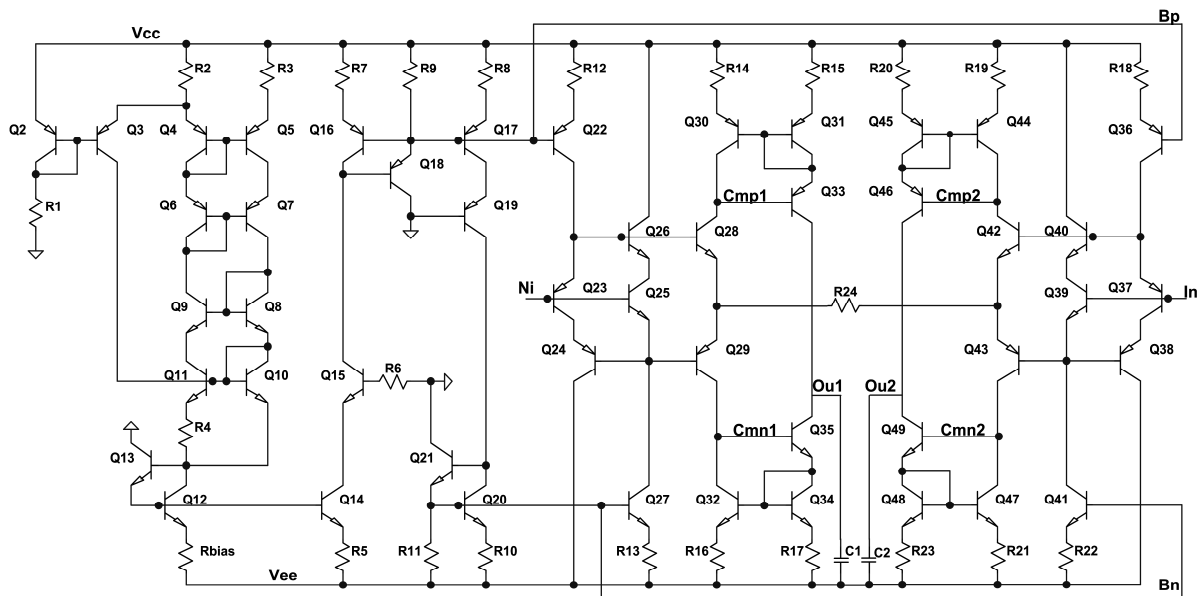 Bp
Vcc
R2 R3 R7 R9 R8 R12 R14 R15 R20 R19 R18
Q2 Q3 Q4 Q5 Q16 Q17 Q22 Q30 Q31 Q45 Q44 Q36
Q18
R1 Q6 Q7 Q19 Cmp1 Q33 Q46 Cmp2
Q26 Q28 Q42 Q40
Q9 Q8 Ni Q23 Q25 R24 Q39 Q37 In
Q24 Q29 Q43 Q38
Q11 Q10 Q15 R6 Ou1 Ou2
R4 Cmn1 Q35 Q49 Cmn2
Q13 Q21
Q12 Q14 Q20 Q27 Q32 Q34 Q48 Q47 Q41
Rbias R5 R11 R10 R13 R16 R17 C1 C2 R23 R21 R22
Vee Bn